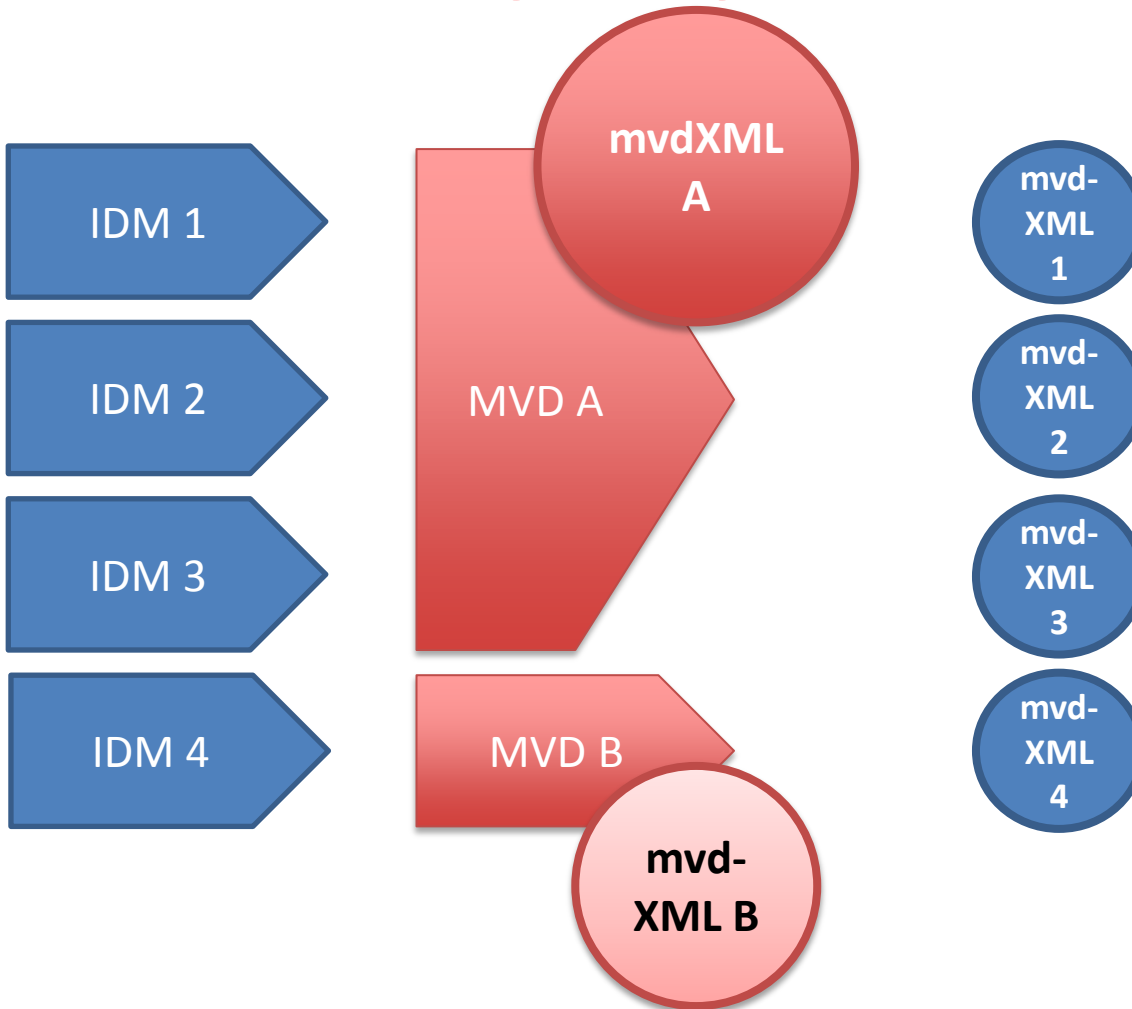 mvdXML
A
IDM 1
mvd-
XML
1
IDM 2
MVD A
mvd-
XML
2
IDM 3
mvd-
XML
3
IDM 4
MVD B
mvd-
XML
4
mvd-
XML B